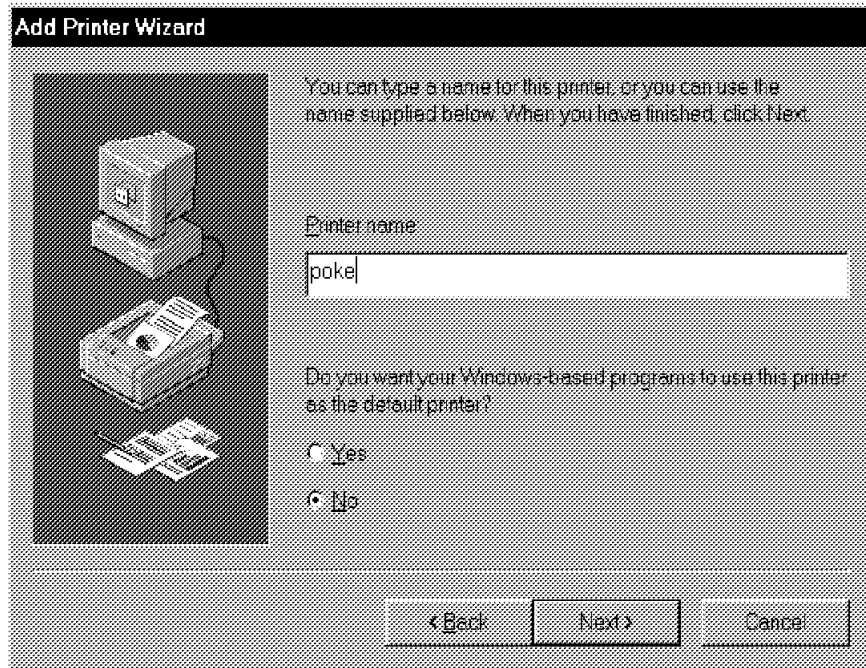 Add Printer Wizard
You can type a name for this printer, or you can use the
name supplied below. When you have finished, click Next.
Printer name
poke
Do you want your Windows-based programs to use this printer
as the default printer?
Yes
No
< Back
Next >
Cancel